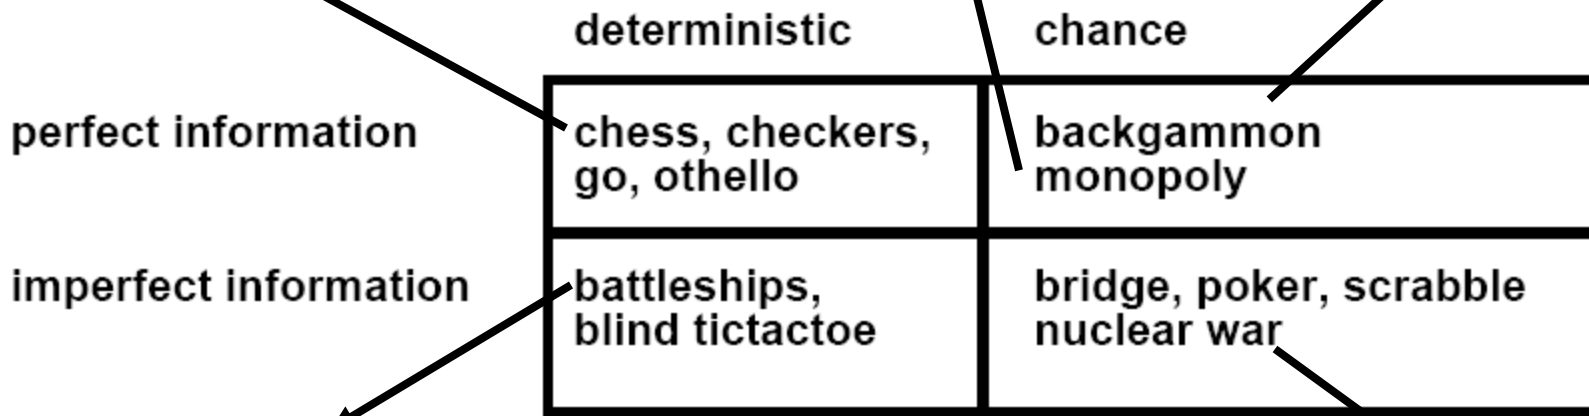 deterministic chance
perfect information chess, checkers, backgammon
go, othello monopoly
imperfect information battleships, bridge, poker, scrabble
blind tictactoe nuclear war